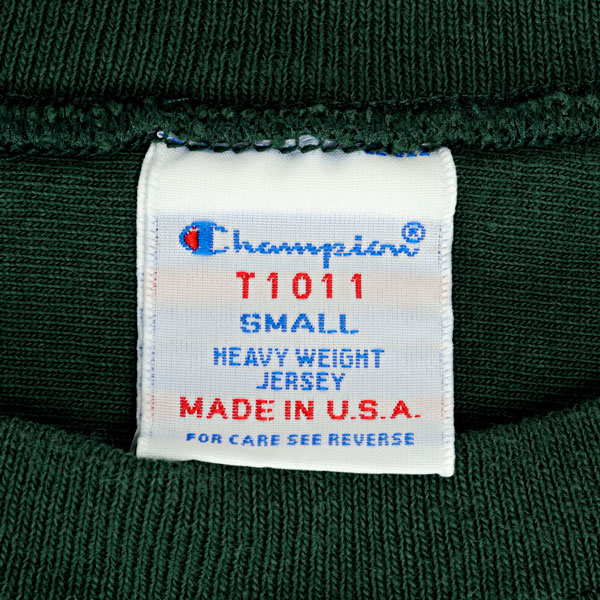 Champion®
T1011
SMALL
HEAVY WEIGHT
JERSEY
MADE IN U.S.A.
FOR CARE SEE REVERSE